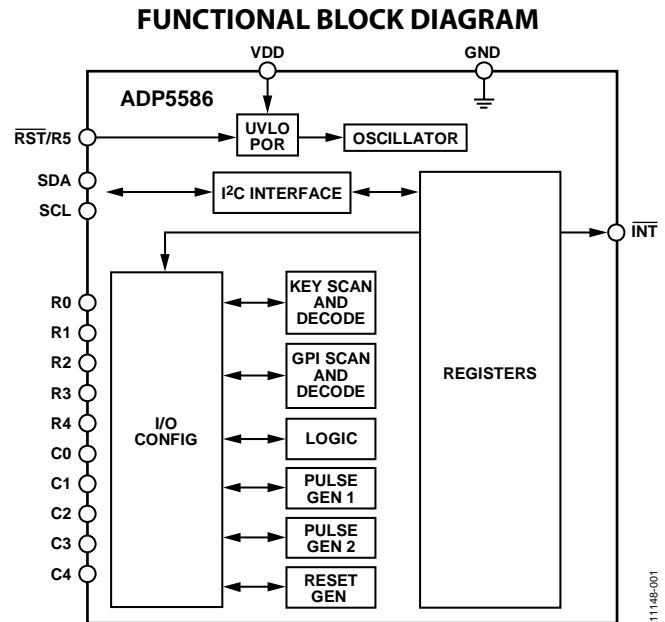 FUNCTIONAL BLOCK DIAGRAM
VDD
GND
ADP5586
RST/R5
UVLO
POR
OSCILLATOR
SDA
I²C INTERFACE
SCL
INT
R0
R1
R2
R3
R4
C0
C1
C2
C3
C4
I/O
CONFIG
KEY SCAN
AND
DECODE
GPI SCAN
AND
DECODE
LOGIC
PULSE
GEN 1
PULSE
GEN 2
RESET
GEN
REGISTERS
11148-001